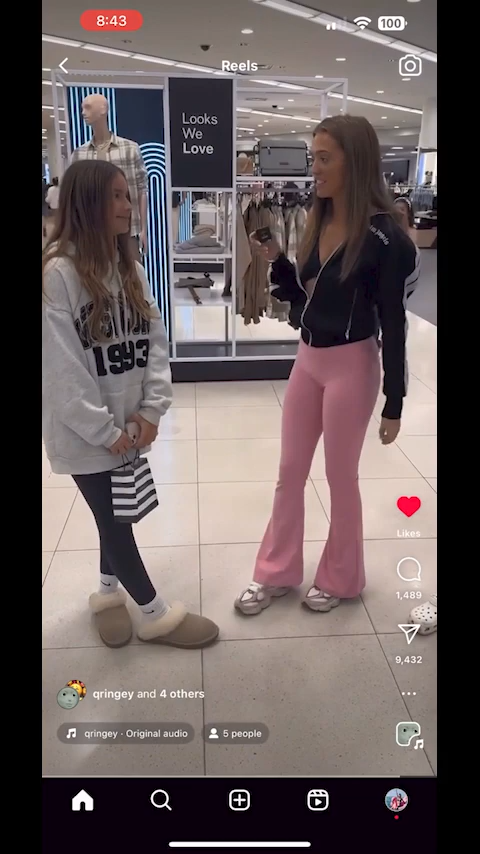 8:43
100
Reels
Looks
We
Love
1993
Likes
1,489
9,432
qringey and 4 others
qringey · Original audio
5 people